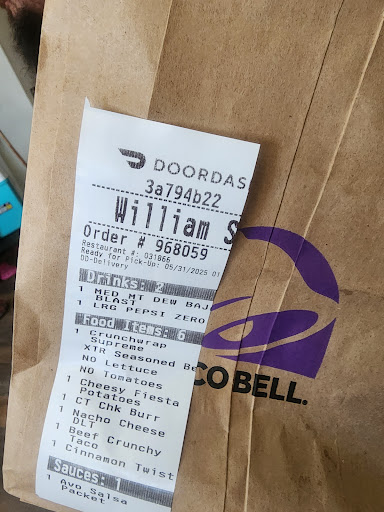 DOORDAS
3a794b22
William S
Order # 968059
Restaurant #: 031866
Ready for Pick-Up: 05/31/2025 01
DD-Delivery
Drinks: 2
1 MED MT DEW BAJ
BLAST
1 LRG PEPSI ZERO
Food Items: 6
1 Crunchwrap
Supreme
XTR Seasoned Be
NO Lettuce
NO Tomatoes
1 Cheesy Fiesta
Potatoes
1 CT Chk Burr
1 Nacho Cheese
DLT
1 Beef Crunchy
Taco
1 Cinnamon Twist
Sauces: 1
1 Avo Salsa
Packet
CO BELL.